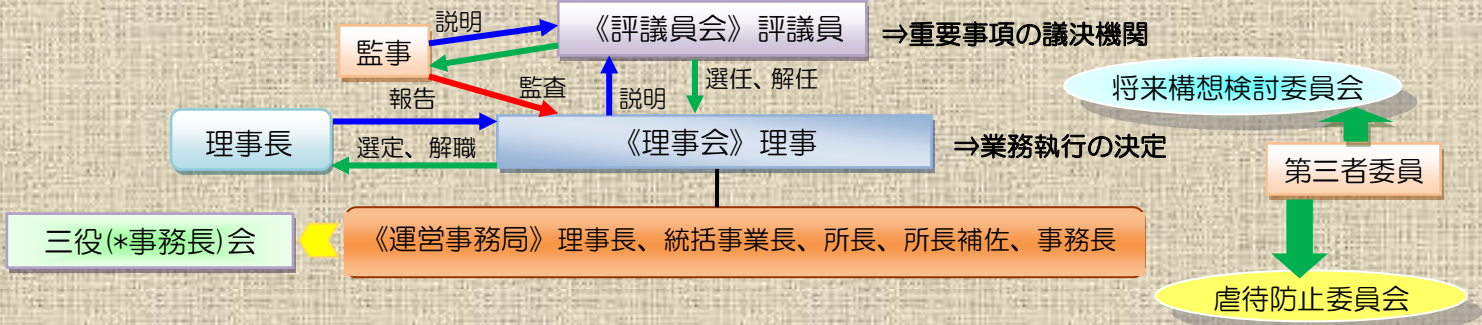 説明
《評議員会》評議員
⇒重要事項の議決機関
監事
選任、解任
監査
説明
報告
将来構想検討委員会
理事長
《理事会》理事
⇒業務執行の決定
選定、解職
第三者委員
三役(*事務長)会
《運営事務局》理事長、統括事業長、所長、所長補佐、事務長
虐待防止委員会